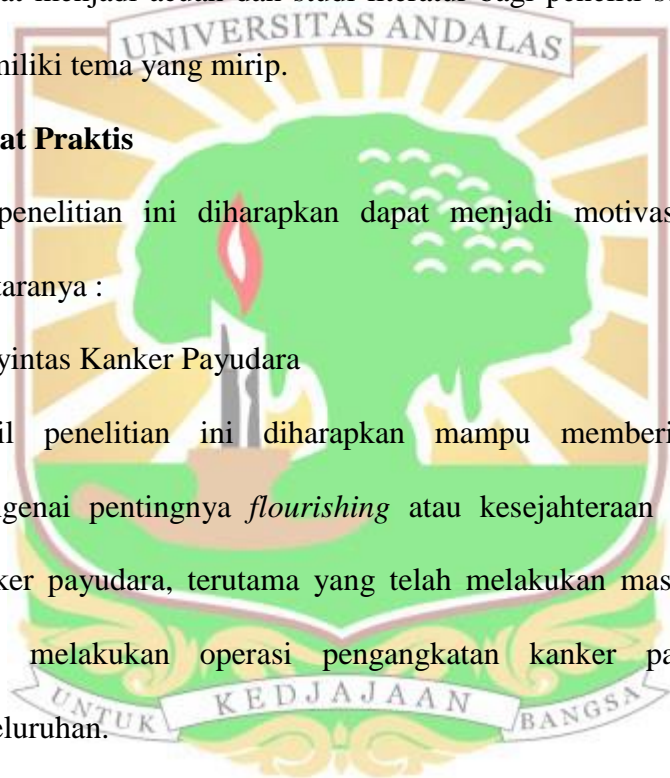 at menjadi acuan dan studi literatur bagi peneliti s
UNIVERSITAS ANDALAS
miliki tema yang mirip.
at Praktis
penelitian ini diharapkan dapat menjadi motivas
taranya :
yintas Kanker Payudara
il penelitian ini diharapkan mampu memberi
ngenai pentingnya flourishing atau kesejahteraan
ker payudara, terutama yang telah melakukan mas
melakukan operasi pengangkatan kanker pa
eluruhan.
UNTUK KEDJAJAAN BANGSA